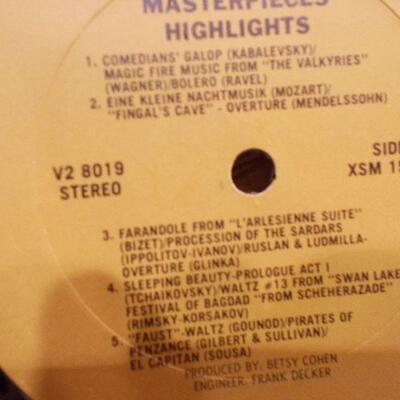 MASTERPIECES
HIGHLIGHTS
1. COMEDIANS' GALOP (KABALEVSKY)/
MAGIC FIRE MUSIC FROM "THE VALKYRIES"
(WAGNER)/BOLERO (RAVEL)
2. EINE KLEINE NACHTMUSIK (MOZART)/
"FINGAL'S CAVE" - OVERTURE (MENDELSSOHN)
V2 8019
STEREO
SIDE
XSM 15
3. FARANDOLE FROM "L'ARLESIENNE SUITE"
(BIZET)/PROCESSION OF THE SARDARS
(IPPOLITOV-IVANOV)/RUSLAN & LUDMILLA-
OVERTURE (GLINKA)
4. SLEEPING BEAUTY-PROLOGUE ACT I
(TCHAIKOVSKY)/WALTZ #13 FROM "SWAN LAKE
FESTIVAL OF BAGDAD "FROM SCHEHERAZADE"
(RIMSKY-KORSAKOV)
5. "FAUST"-WALTZ (GOUNOD)/PIRATES OF
PENZANCE (GILBERT & SULLIVAN)/
EL CAPITAN (SOUSA)
PRODUCED BY: BETSY COHEN
ENGINEER: FRANK DECKER